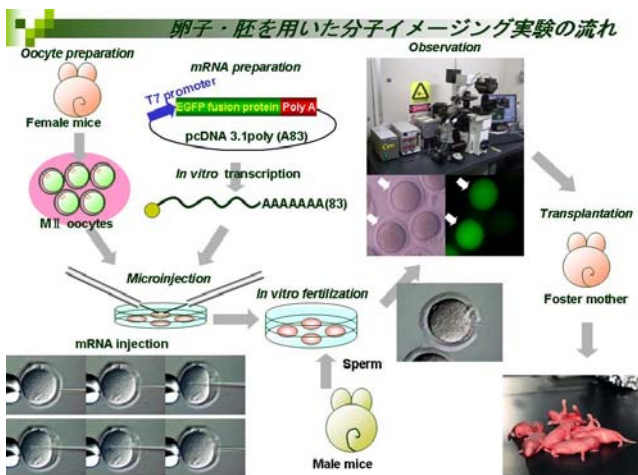 卵子・胚を用いた分子イメージング実験の流れ
Oocyte preparation
Female mice
MⅡ oocytes
mRNA preparation
T7 promoter
EGFP fusion protein Poly A
pcDNA 3.1poly (A83)
In vitro transcription
AAAAAAA(83)
Microinjection
mRNA injection
In vitro fertilization
Sperm
Male mice
Observation
Transplantation
Foster mother